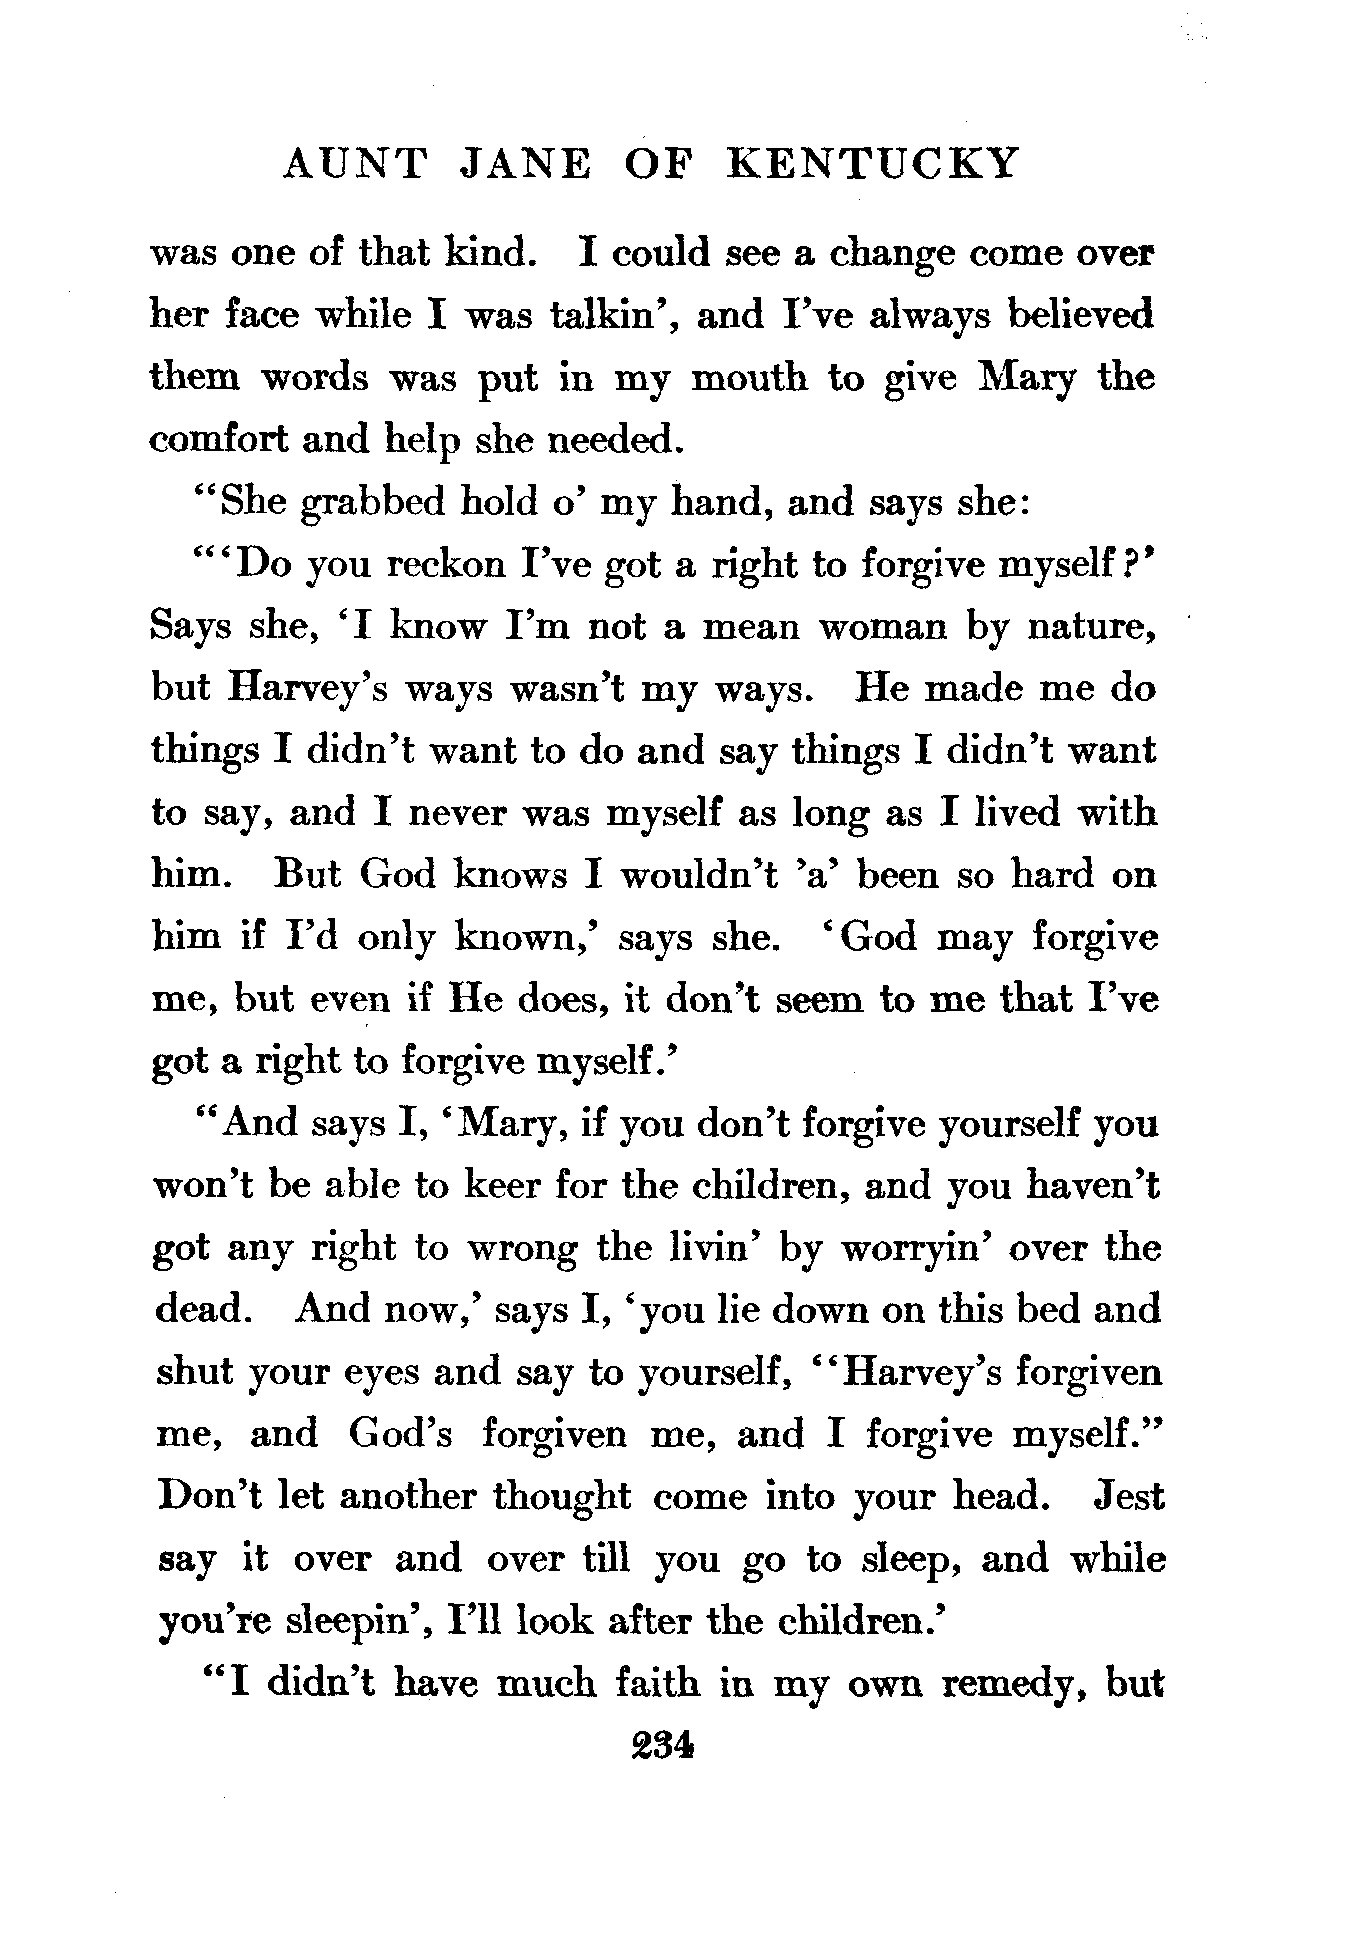 AUNT JANE OF KENTUCKY
was one of that kind. I could see a change come over
her face while I was talkin’, and I’ve always believed
them words was put in my mouth to give Mary the
comfort and help she needed.
“She grabbed hold o’ my hand, and says she:
“‘Do you reckon I’ve got a right to forgive myself?’
Says she, ‘I know I’m not a mean woman by nature,
but Harvey’s ways wasn’t my ways. He made me do
things I didn’t want to do and say things I didn’t want
to say, and I never was myself as long as I lived with
him. But God knows I wouldn’t ’a’ been so hard on
him if I’d only known,’ says she. ‘God may forgive
me, but even if He does, it don’t seem to me that I’ve
got a right to forgive myself.’
“And says I, ‘Mary, if you don’t forgive yourself you
won’t be able to keer for the children, and you haven’t
got any right to wrong the livin’ by worryin’ over the
dead. And now,’ says I, ‘you lie down on this bed and
shut your eyes and say to yourself, “Harvey’s forgiven
me, and God’s forgiven me, and I forgive myself.”
Don’t let another thought come into your head. Jest
say it over and over till you go to sleep, and while
you’re sleepin’, I’ll look after the children.’
“I didn’t have much faith in my own remedy, but
234